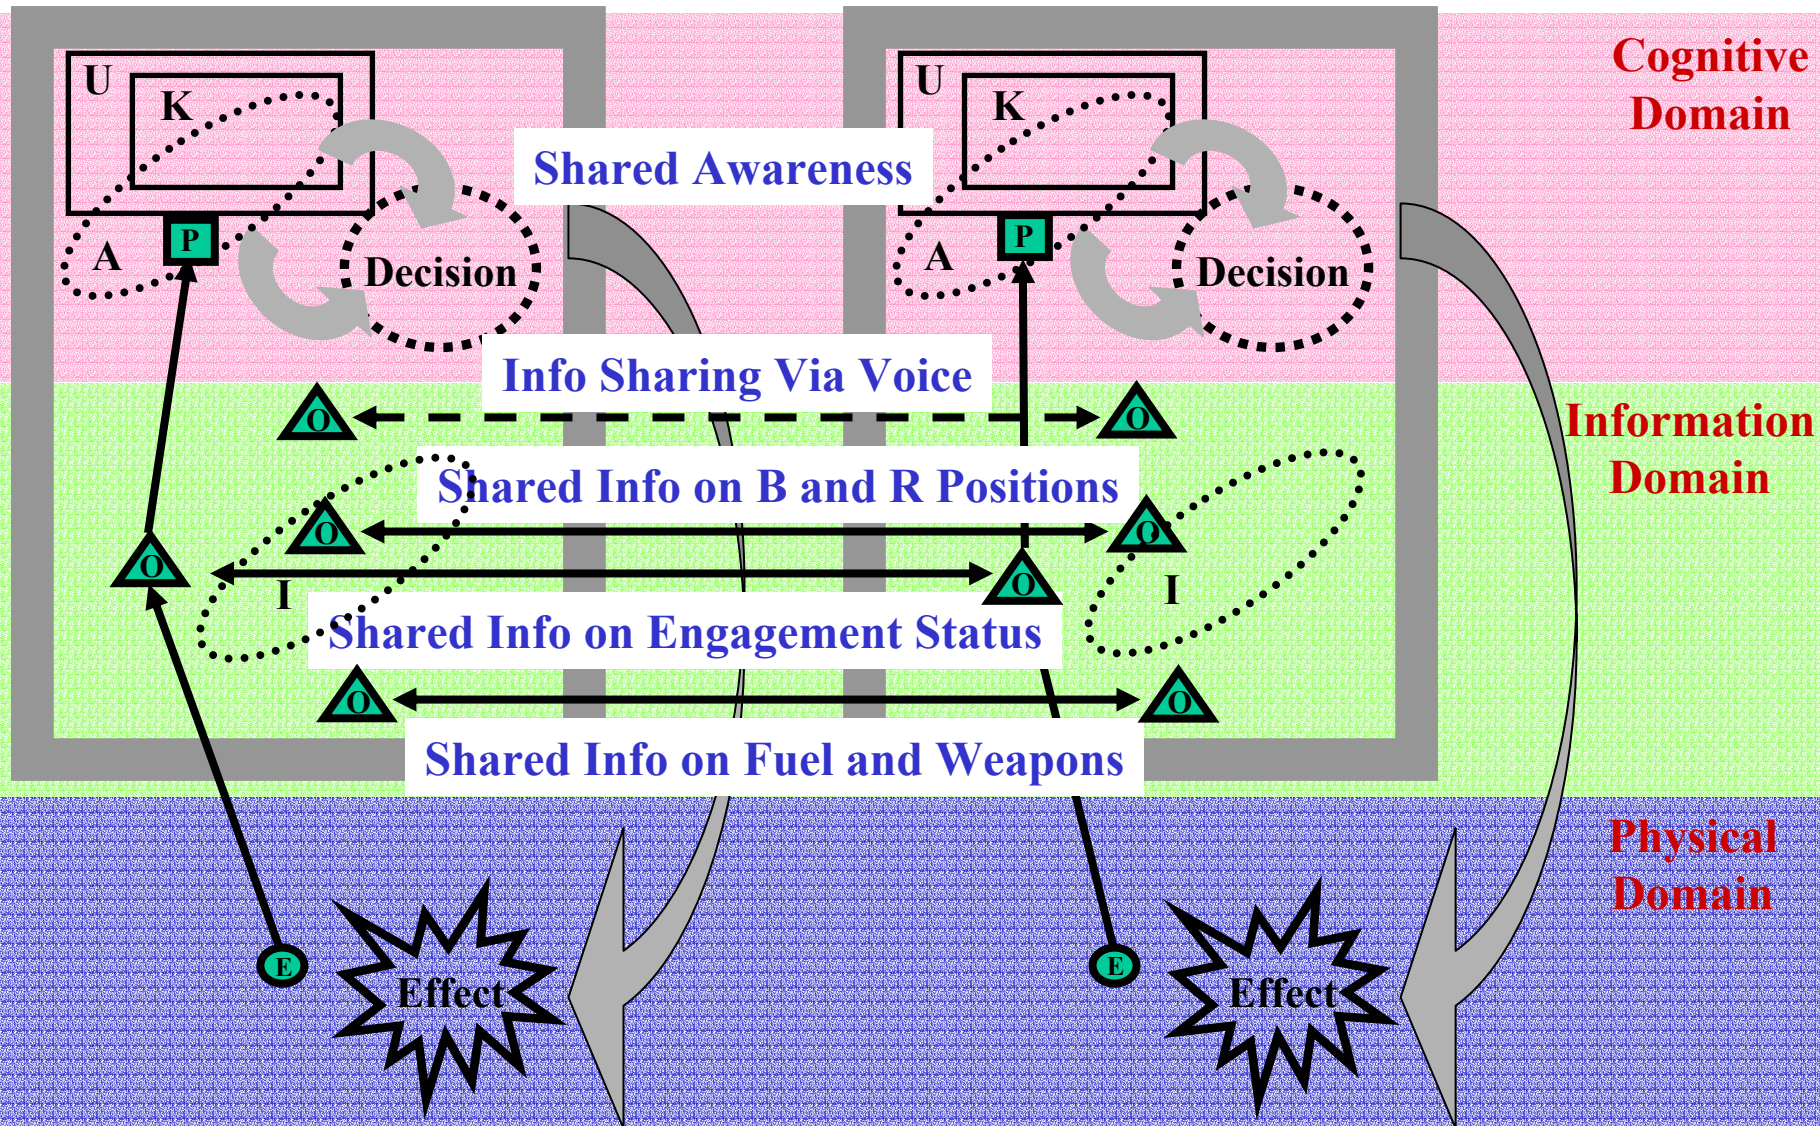 Cognitive
Domain
U
K
A
P
Decision
Shared Awareness
U
K
A
P
Decision
Info Sharing Via Voice
O
O
Information
Domain
Shared Info on B and R Positions
O
O
O
O
I
I
Shared Info on Engagement Status
O
O
Shared Info on Fuel and Weapons
Physical
Domain
E
Effect
E
Effect